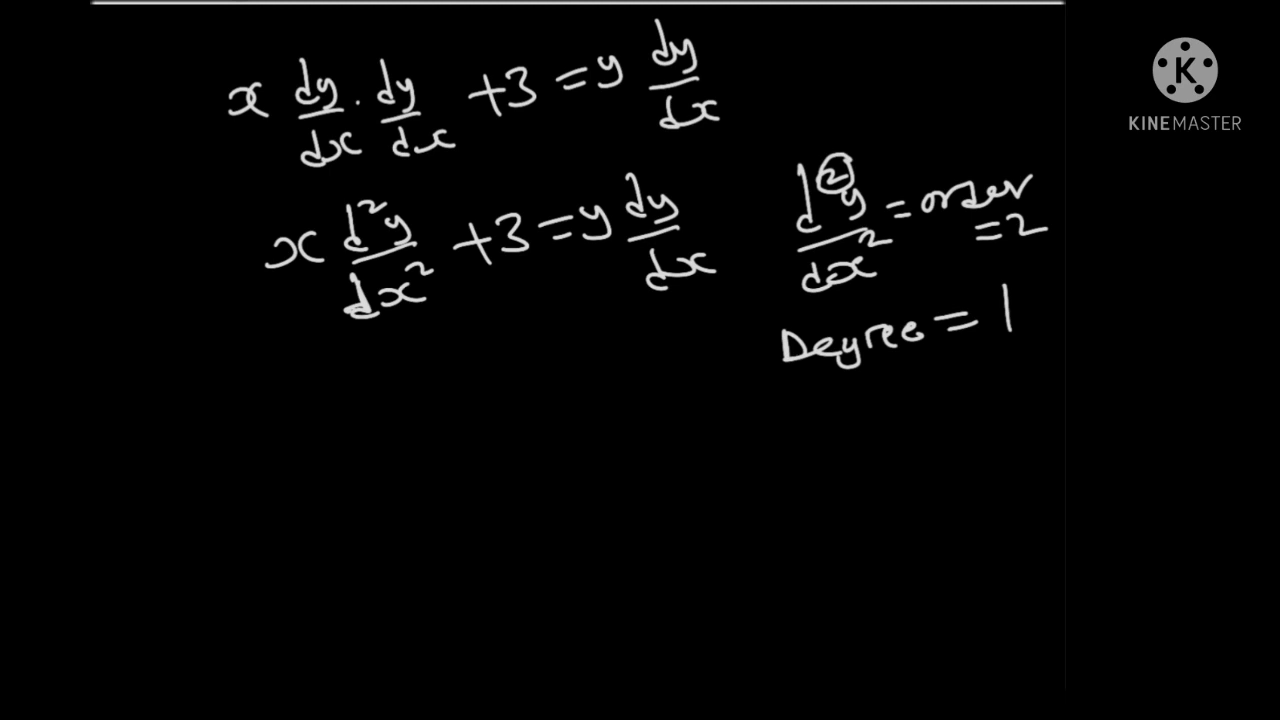 x dy/dx · dy/dx + 3 = y dy/dx
x d²y/dx² + 3 = y dy/dx
d²y/dx² = order
= 2
Degree = 1
K
KINEMASTER